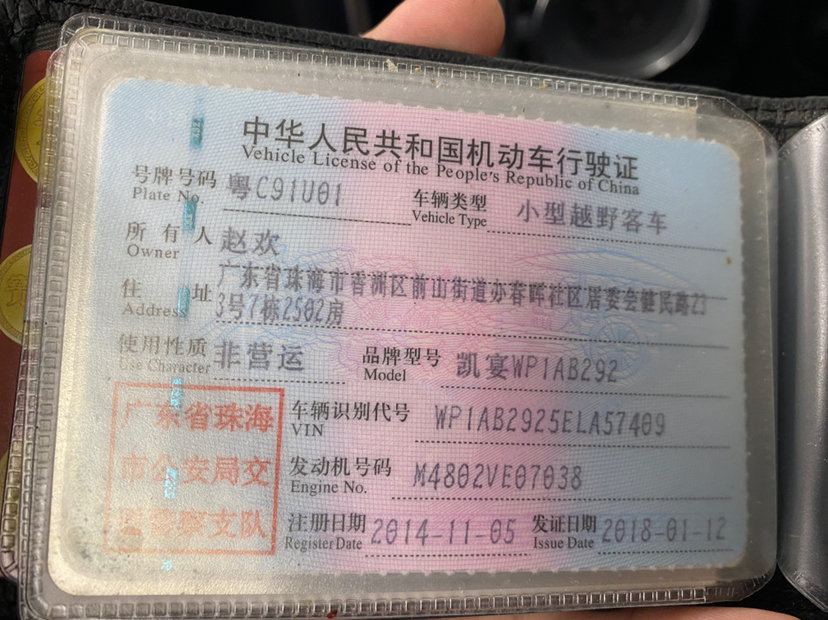 中华人民共和国机动车行驶证
Vehicle License of the People's Republic of China
号牌号码 粤C91U01 车辆类型 小型越野客车
Plate No. Vehicle Type
所有人 赵欢
Owner
住址 广东省珠海市香洲区前山街道办春晖社区居委会健民路23
Address 3号7栋2502房
使用性质 非营运 品牌型号 凯宴WP1AB292
Use Character Model
广东省珠海 车辆识别代号 WP1AB2925ELA57409
VIN
市公安局交 发动机号码 M4802VE07038
Engine No.
警察支队 注册日期 2014-11-05 发证日期 2018-01-12
Register Date Issue Date